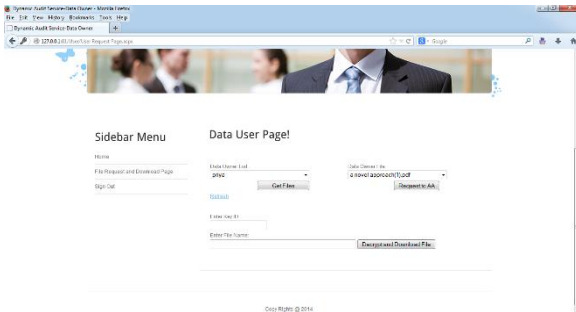 Dynamic Audit Service-Data Owner - Mozilla Firefox
File Edit View History Bookmarks Tools Help
Dynamic Audit Service-Data Owner
Google
Sidebar Menu
Home
File Request and Download Page
Sign Out
Data User Page!
Data Owner List
Data Owner File
priya
a novel approach(1).pdf
Get Files
Request to AA
Refresh
Enter Key ID
Enter File Name:
Decrypt and Download File
Copy Rights @ 2014